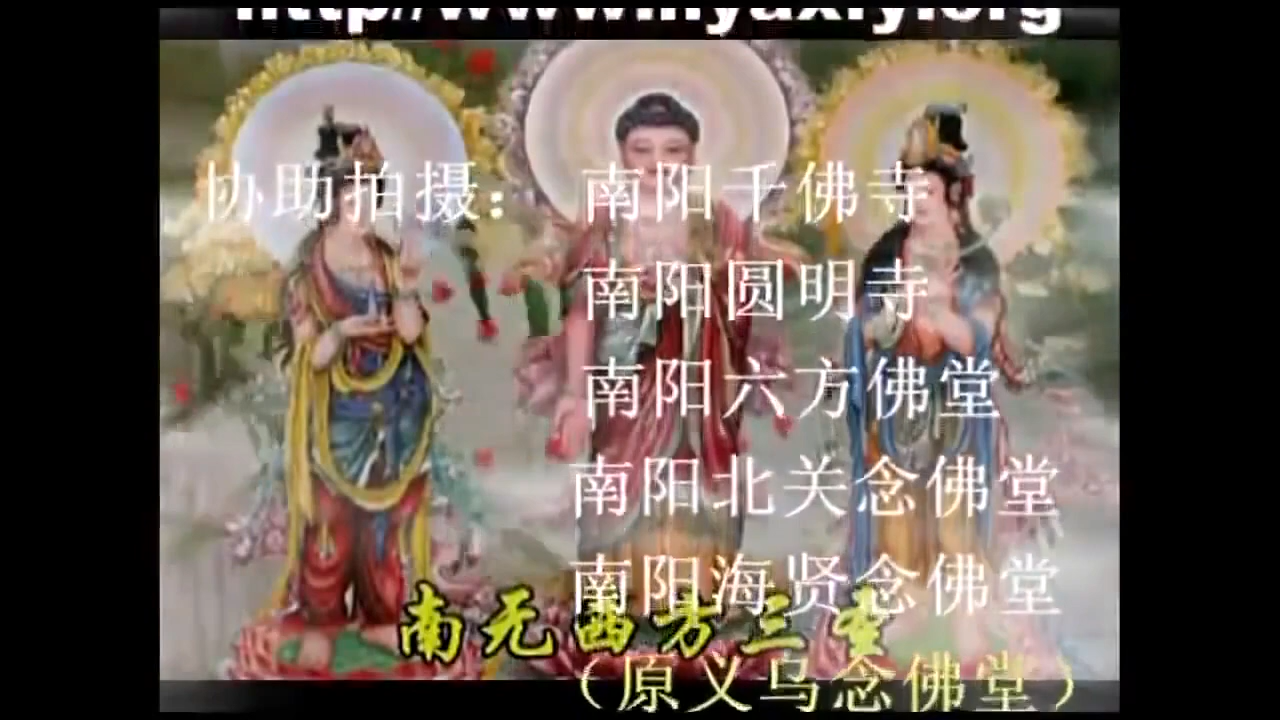 协助拍摄： 南阳千佛寺
南阳圆明寺
南阳六方佛堂
南阳北关念佛堂
南阳海贤念佛堂
南无西方三圣
（原义乌念佛堂）